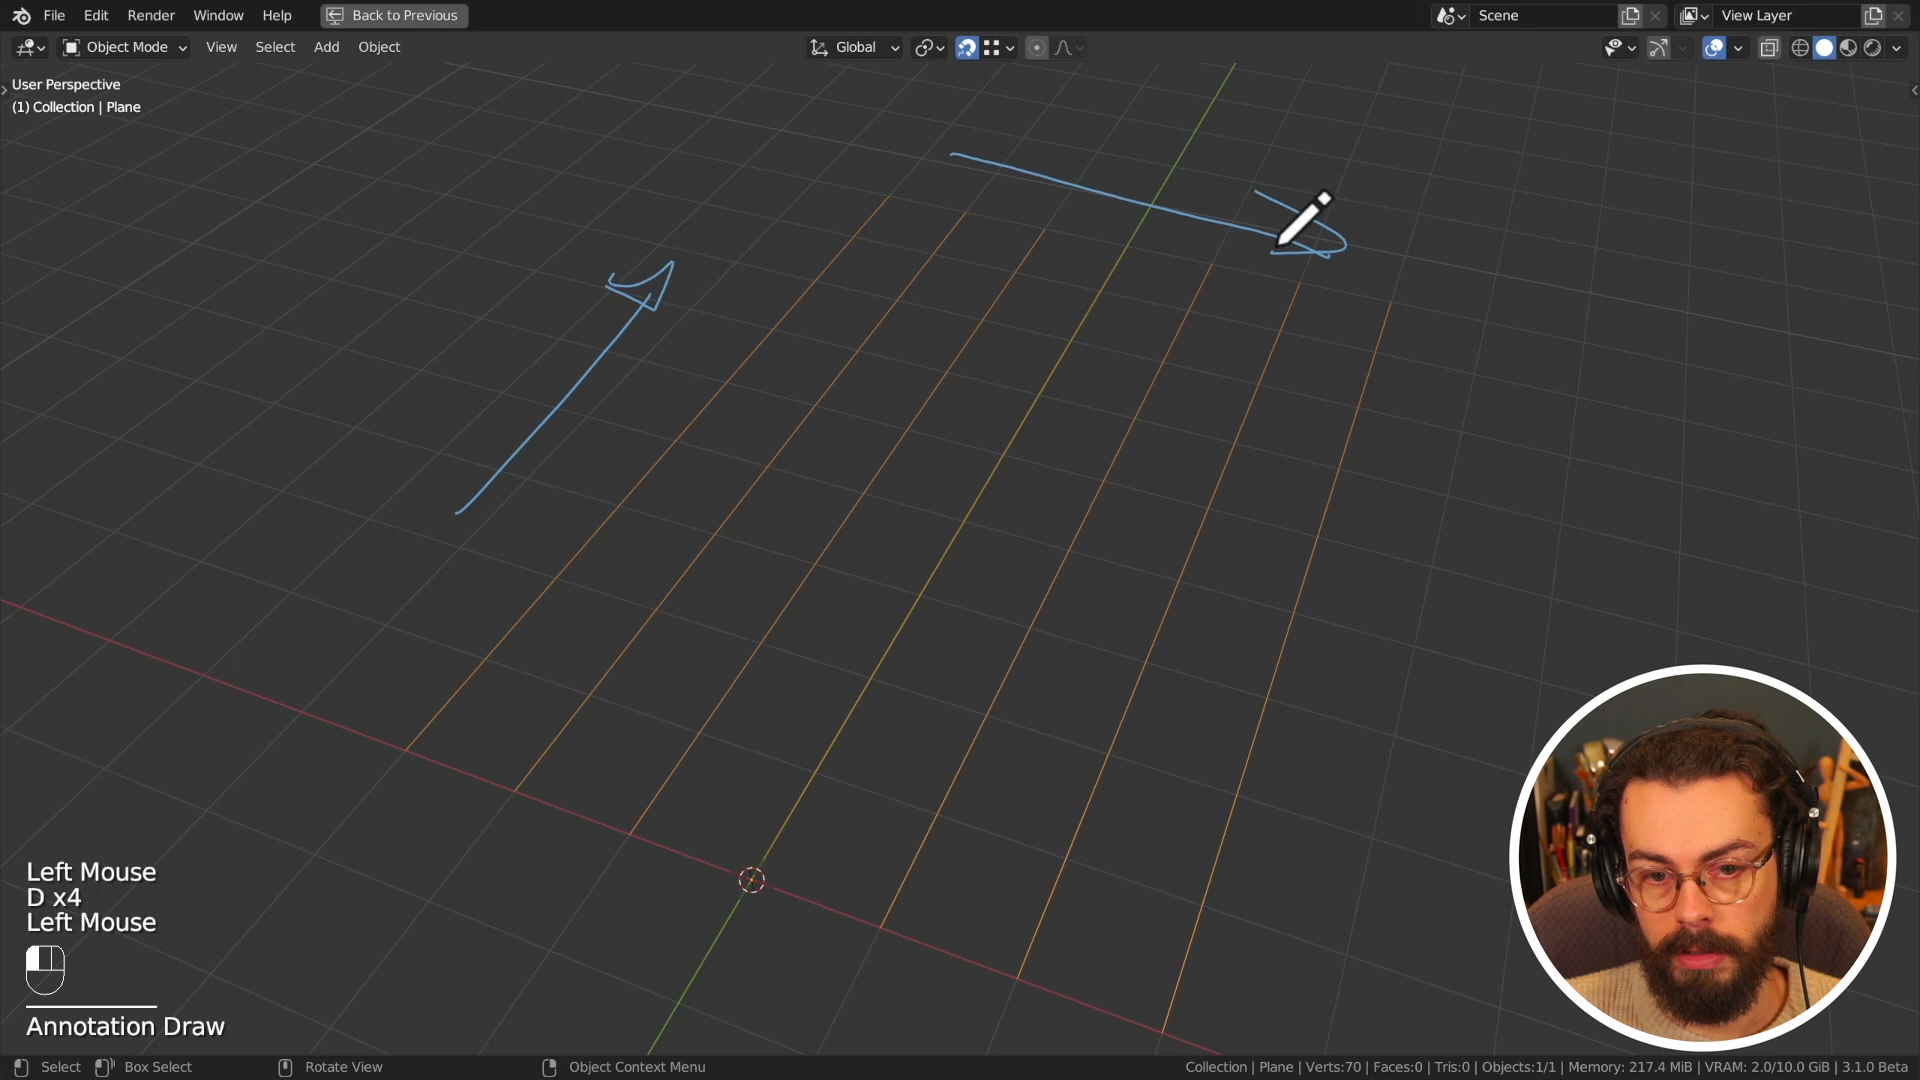 File Edit Render Window Help Back to Previous Scene View Layer
Object Mode View Select Add Object Global
User Perspective
(1) Collection | Plane
Left Mouse
D x4
Left Mouse
Annotation Draw
Select Box Select Rotate View Object Context Menu Collection | Plane | Verts:70 | Faces:0 | Tris:0 | Objects:1/1 | Memory: 217.4 MiB | VRAM: 2.0/10.0 GiB | 3.1.0 Beta